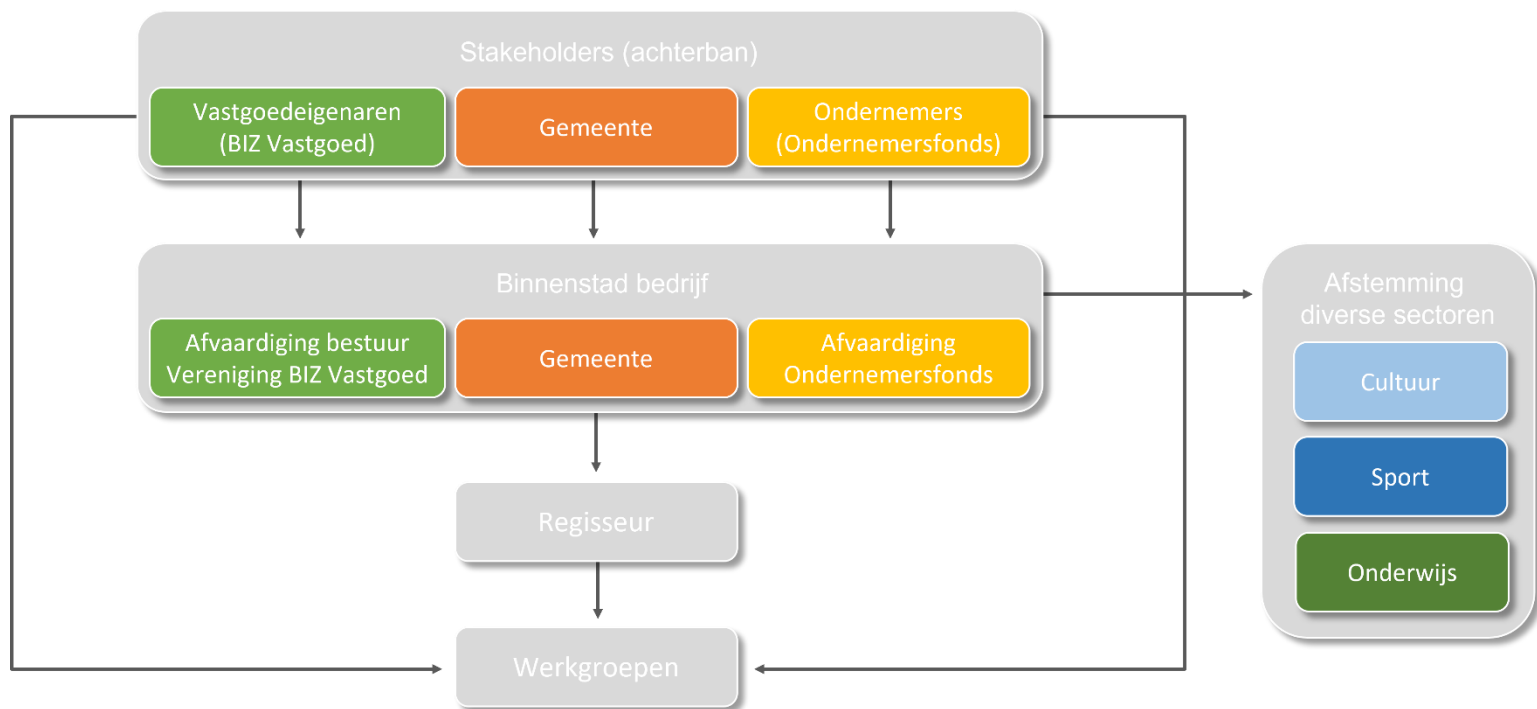 Stakeholders (achterban)
Vastgoedeigenaren
(BIZ Vastgoed)
Gemeente
Ondernemers
(Ondernemersfonds)
Binnenstad bedrijf
Afvaardiging bestuur
Vereniging BIZ Vastgoed
Gemeente
Afvaardiging
Ondernemersfonds
Afstemming
diverse sectoren
Cultuur
Sport
Onderwijs
Regisseur
Werkgroepen